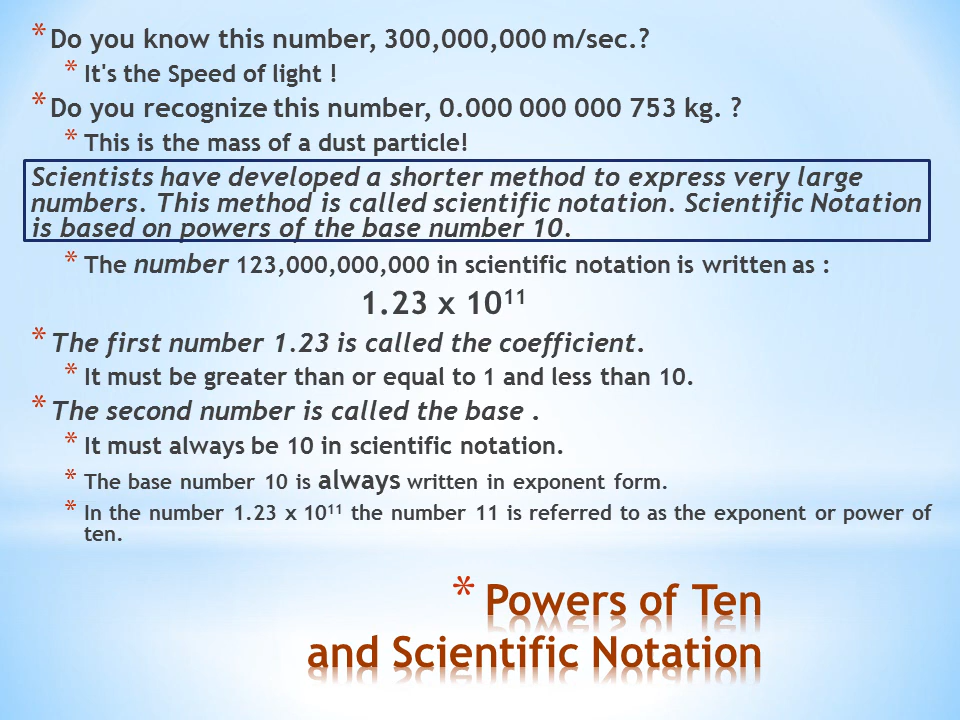 * Do you know this number, 300,000,000 m/sec.?
* It's the Speed of light !
* Do you recognize this number, 0.000 000 000 753 kg. ?
* This is the mass of a dust particle!
Scientists have developed a shorter method to express very large
numbers. This method is called scientific notation. Scientific Notation
is based on powers of the base number 10.
* The number 123,000,000,000 in scientific notation is written as :
1.23 x 10¹¹
* The first number 1.23 is called the coefficient.
* It must be greater than or equal to 1 and less than 10.
* The second number is called the base .
* It must always be 10 in scientific notation.
* The base number 10 is always written in exponent form.
* In the number 1.23 x 10¹¹ the number 11 is referred to as the exponent or power of
ten.
* Powers of Ten
and Scientific Notation